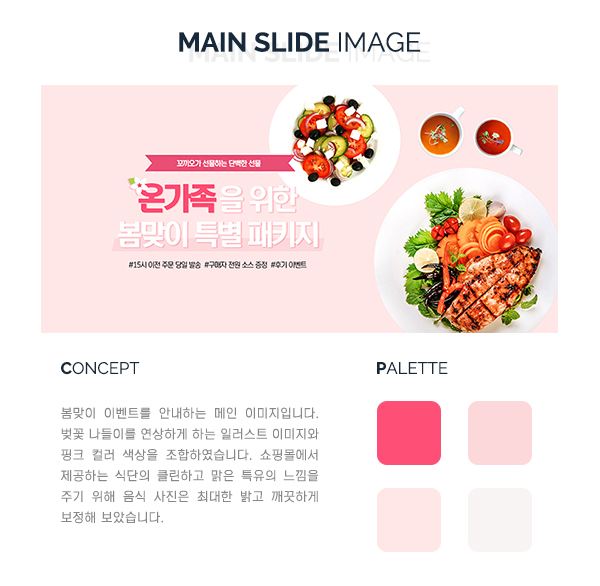 MAIN SLIDE IMAGE
꼬끼오가 선물하는 단백한 선물
온가족을 위한
봄맞이 특별 패키지
#15시 이전 주문 당일 발송 #구매자 전원 소스 증정 #후기 이벤트
CONCEPT
PALETTE
봄맞이 이벤트를 안내하는 메인 이미지입니다.
벚꽃 나들이를 연상하게 하는 일러스트 이미지와
핑크 컬러 색상을 조합하였습니다. 쇼핑몰에서
제공하는 식단의 클린하고 맑은 특유의 느낌을
주기 위해 음식 사진은 최대한 밝고 깨끗하게
보정해 보았습니다.